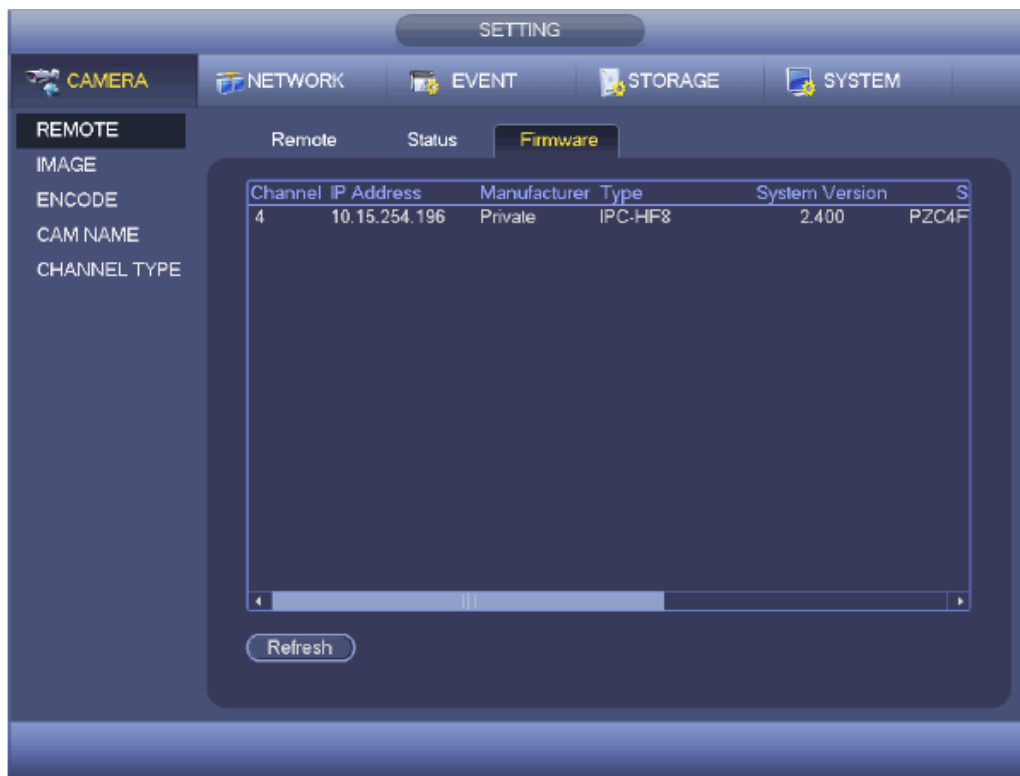 SETTING
CAMERA NETWORK EVENT STORAGE SYSTEM
REMOTE
IMAGE
ENCODE
CAM NAME
CHANNEL TYPE
Remote Status Firmware
Channel IP Address Manufacturer Type System Version S
4 10.15.254.196 Private IPC-HF8 2.400 PZC4F
Refresh